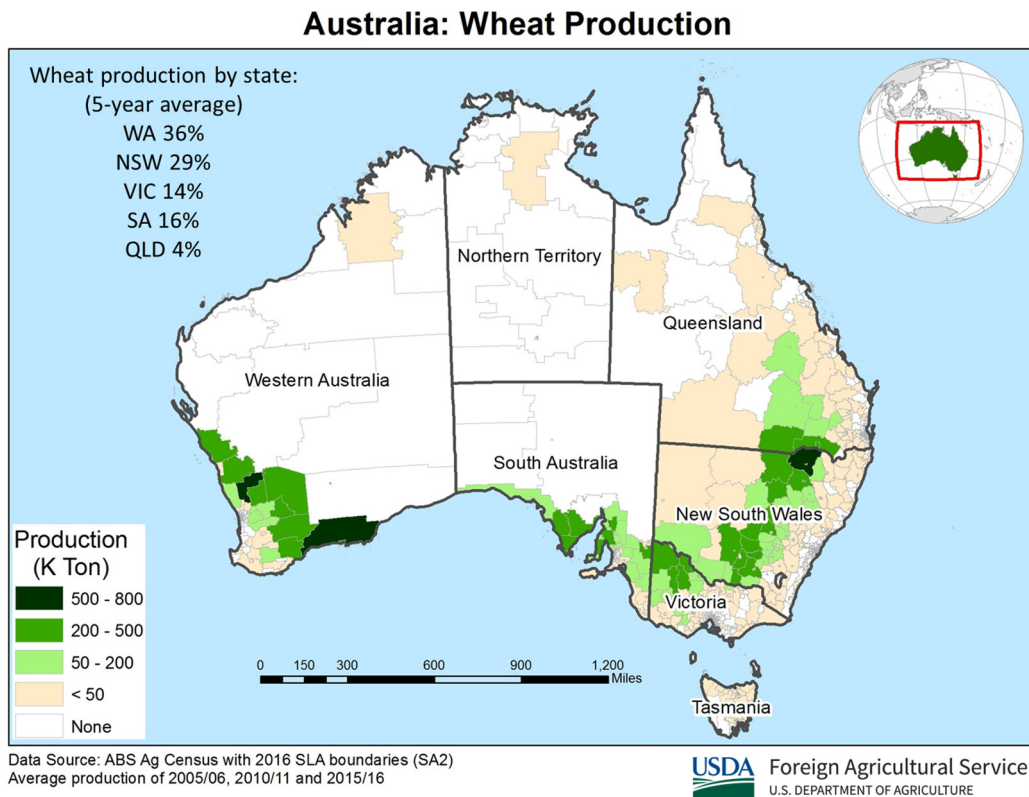 Australia: Wheat Production
Wheat production by state:
(5-year average)
WA 36%
NSW 29%
VIC 14%
SA 16%
QLD 4%
Northern Territory
Queensland
Western Australia
South Australia
New South Wales
Victoria
Tasmania
Production
(K Ton)
500 - 800
200 - 500
50 - 200
< 50
None
0 150 300 600 900 1,200
Miles
Data Source: ABS Ag Census with 2016 SLA boundaries (SA2)
Average production of 2005/06, 2010/11 and 2015/16
USDA
Foreign Agricultural Service
U.S. DEPARTMENT OF AGRICULTURE